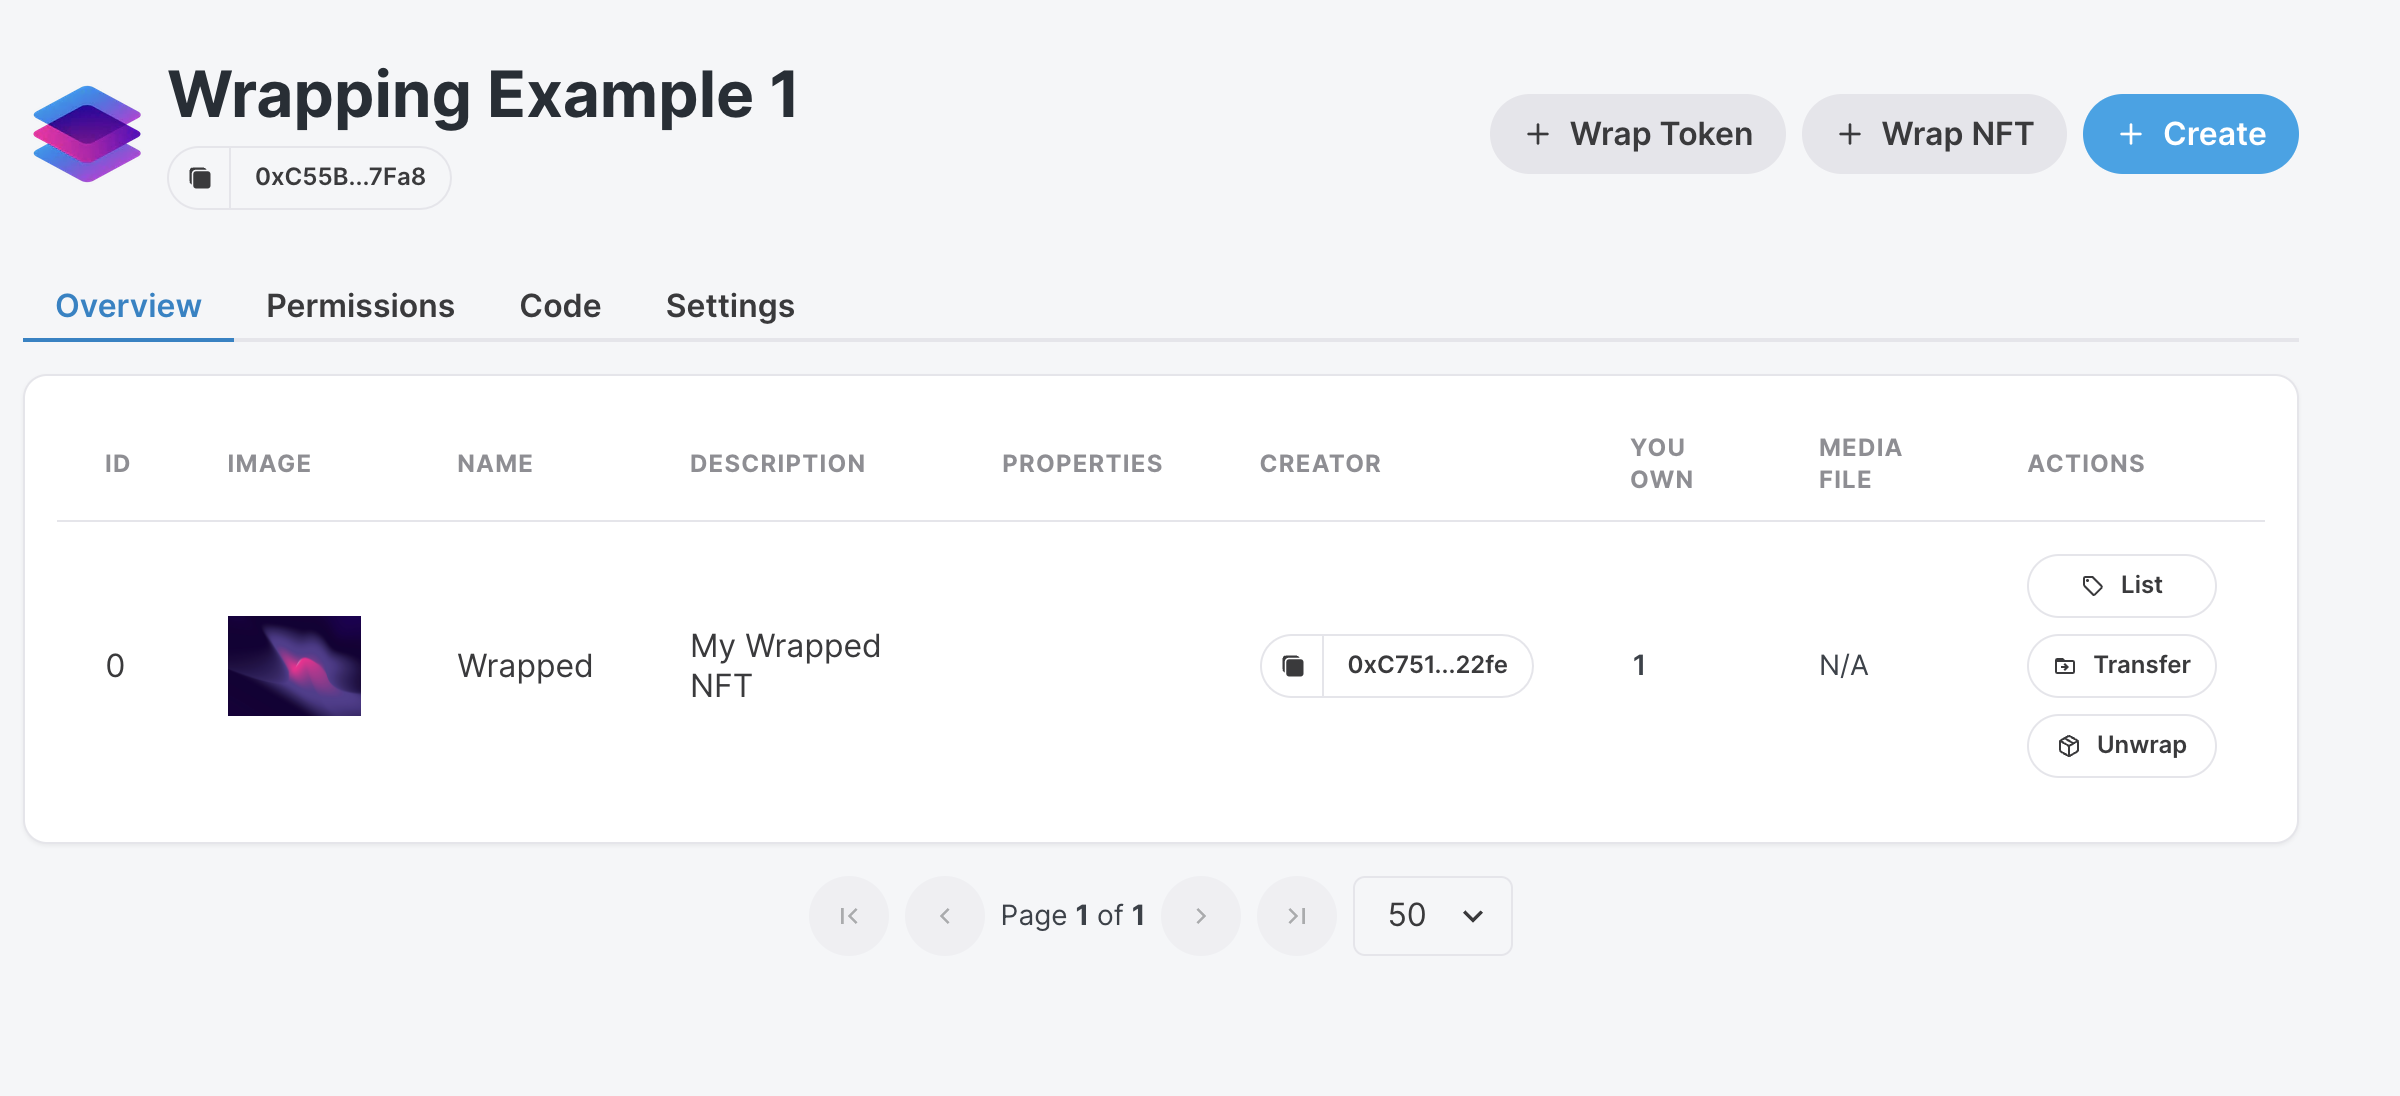 Wrapping Example 1
0xC55B...7Fa8
Wrap Token
Wrap NFT
Create
Overview
Permissions
Code
Settings
ID
IMAGE
NAME
DESCRIPTION
PROPERTIES
CREATOR
YOU
OWN
MEDIA
FILE
ACTIONS
0
Wrapped
My Wrapped
NFT
0xC751...22fe
1
N/A
List
Transfer
Unwrap
Page 1 of 1
50